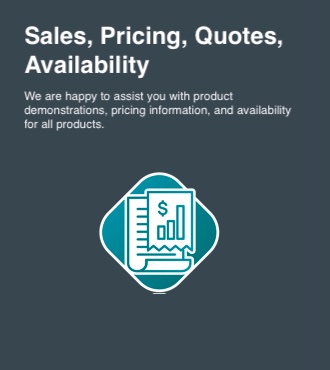 Sales, Pricing, Quotes,
Availability
We are happy to assist you with product
demonstrations, pricing information, and availability
for all products.
$